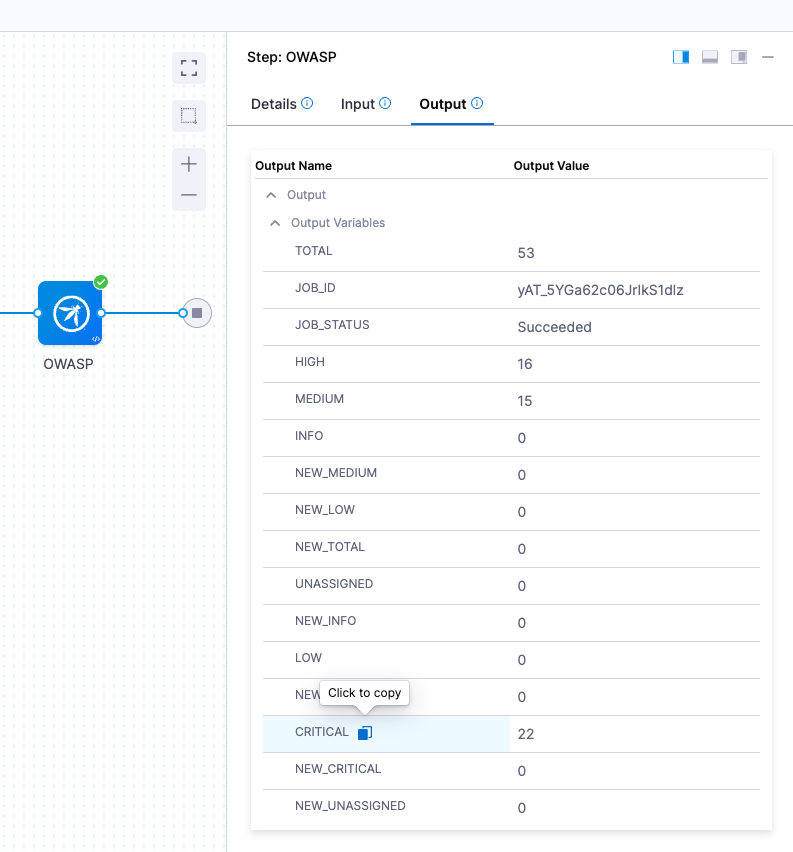 Step: OWASP
Details
Input
Output
Output Name Output Value
Output
Output Variables
TOTAL 53
JOB_ID yAT_5YGa62c06JrlkS1dlz
JOB_STATUS Succeeded
HIGH 16
MEDIUM 15
INFO 0
NEW_MEDIUM 0
NEW_LOW 0
NEW_TOTAL 0
UNASSIGNED 0
NEW_INFO 0
LOW 0
NEW 0
Click to copy
CRITICAL 22
NEW_CRITICAL 0
NEW_UNASSIGNED 0
OWASP